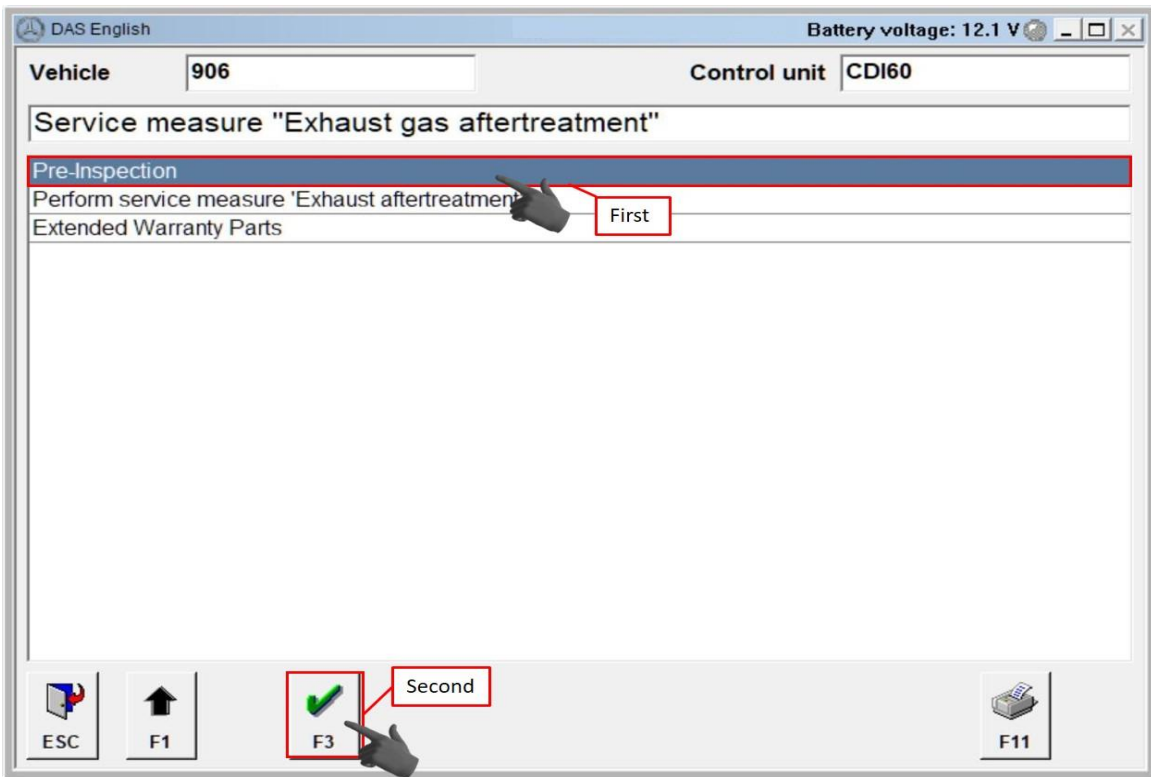 DAS English Battery voltage: 12.1 V
Vehicle 906 Control unit CDI60
Service measure "Exhaust gas aftertreatment"
Pre-Inspection
Perform service measure 'Exhaust aftertreatment
Extended Warranty Parts
First
Second
ESC F1 F3 F11